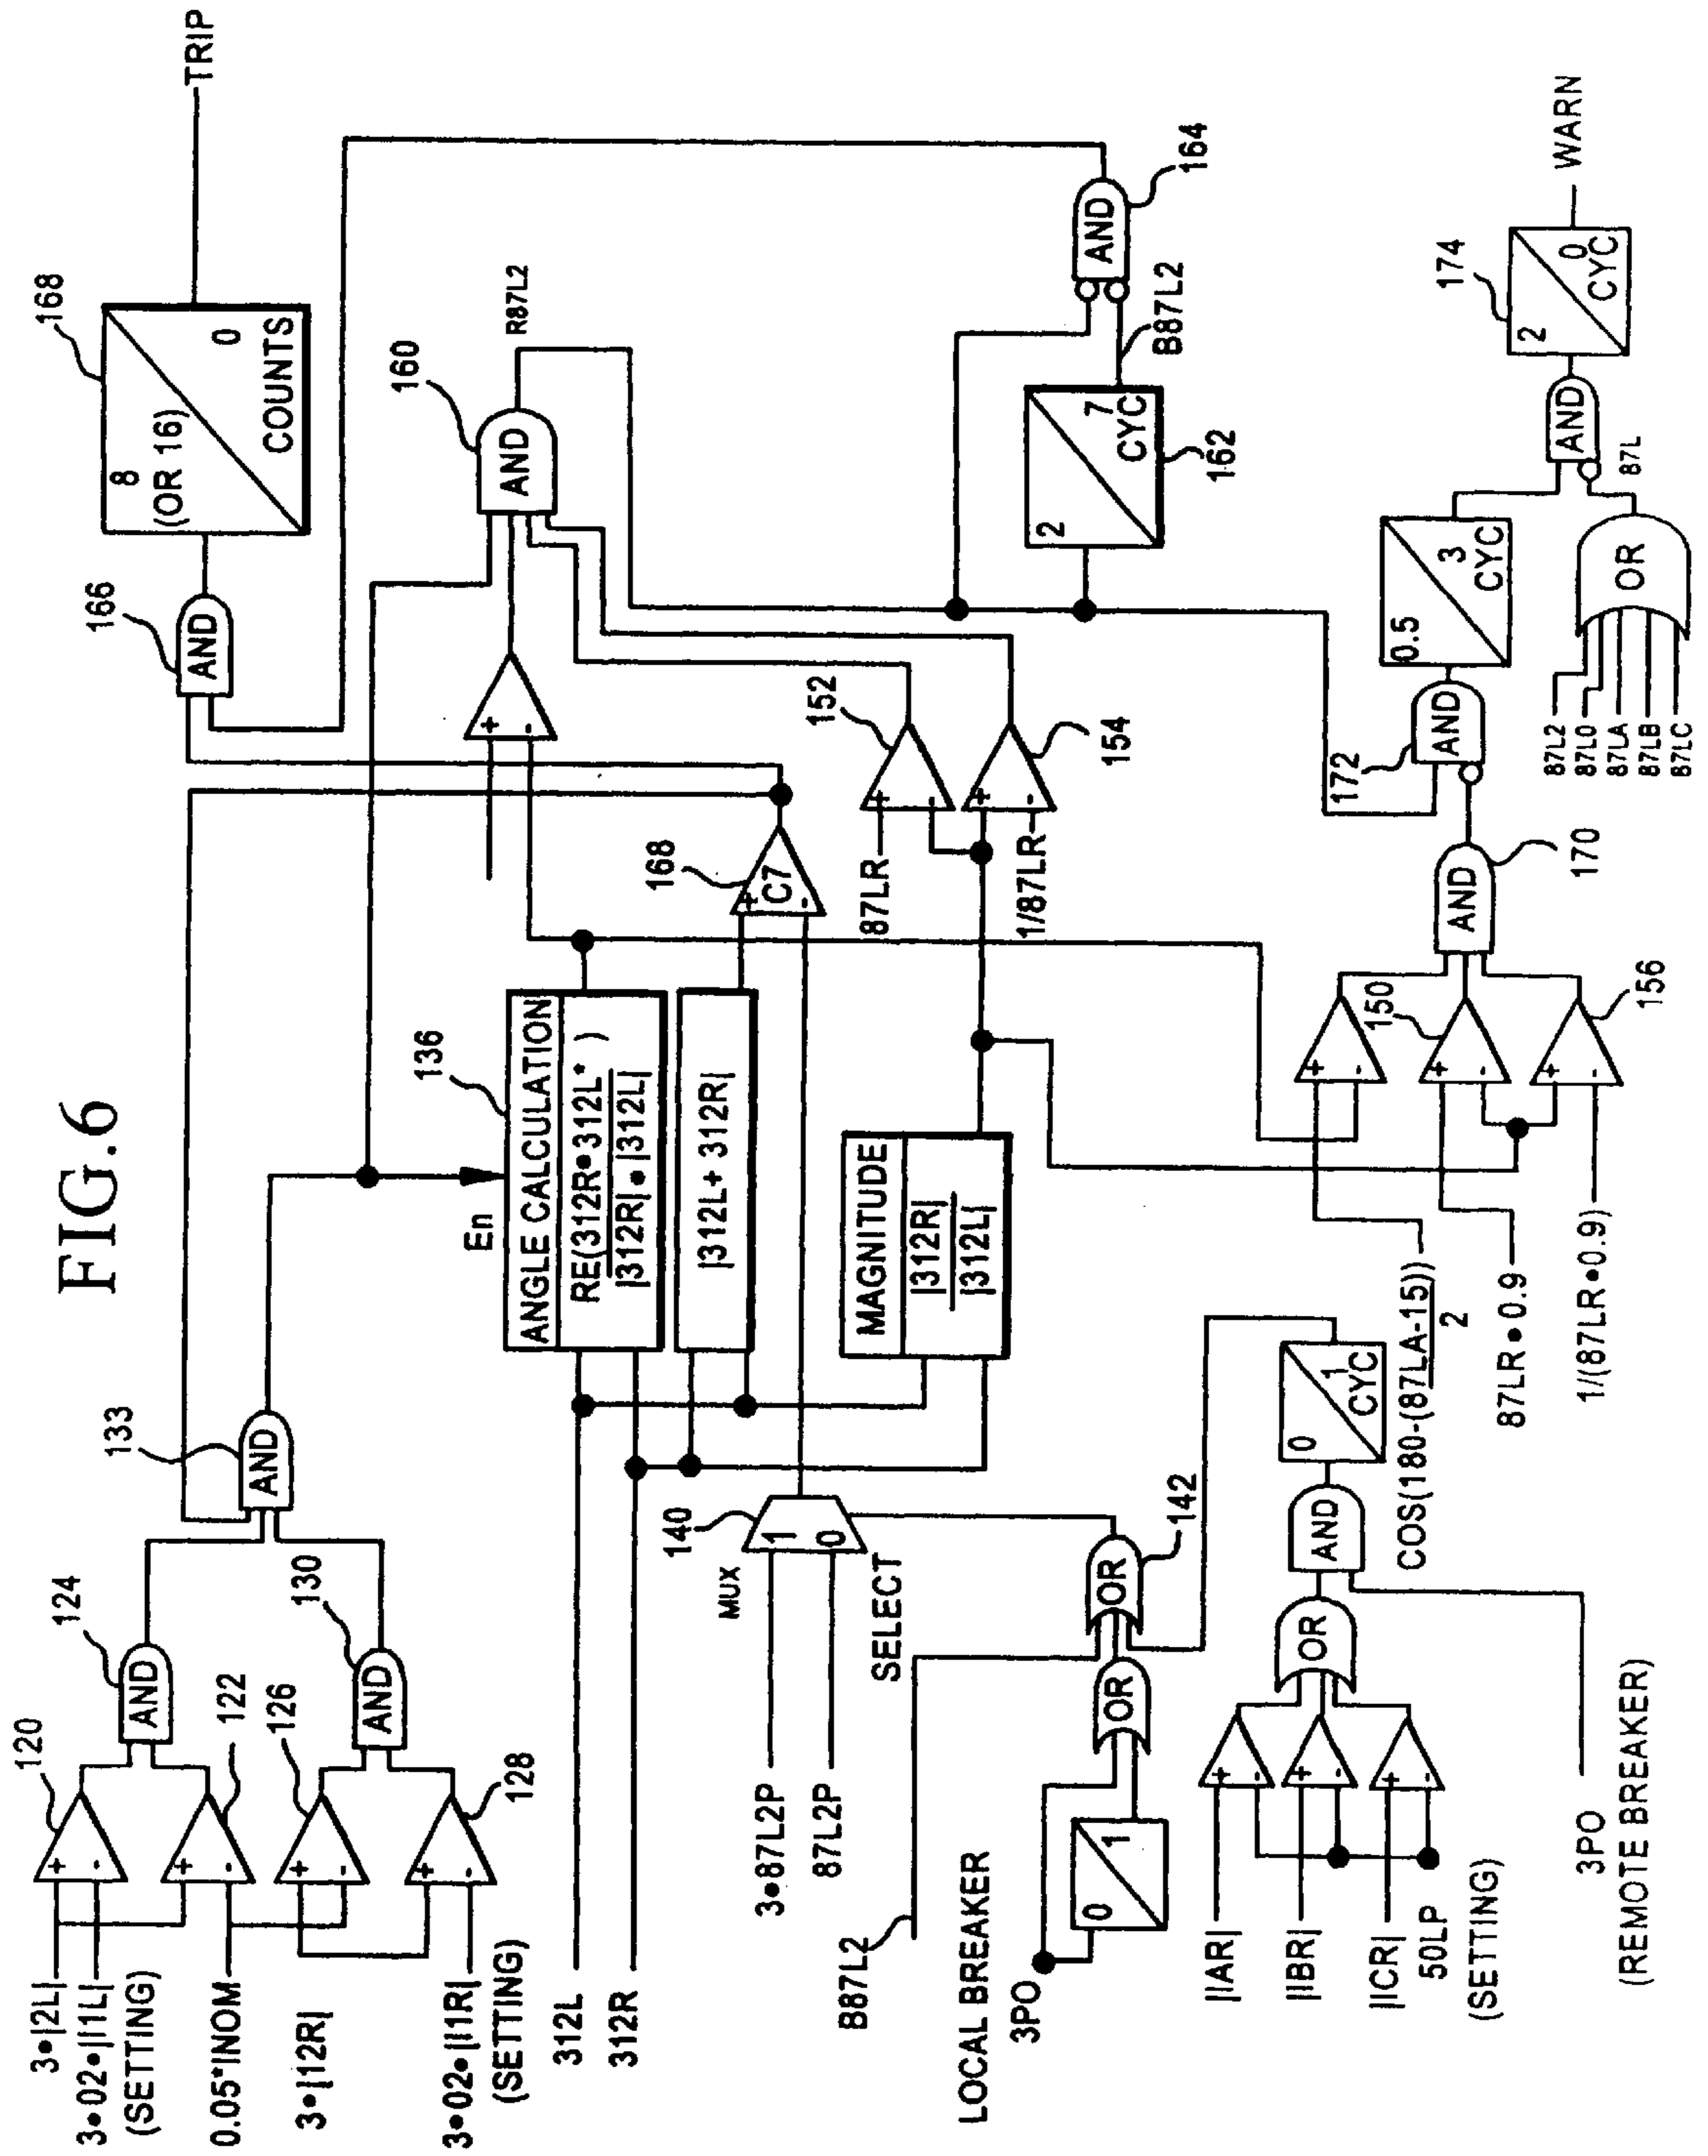 FIG.6
120
3•|2L|
3•02•|I1L|
(SETTING)
0.05*INOM
3•|12R|
3•02•|I1R|
(SETTING)
+
-
+
-
122
126
+
-
+
-
128
124
AND
130
AND
133
AND
En
136
ANGLE CALCULATION
RE(312R•312L* )
|312R|•|312L|
|312L+ 312R|
MAGNITUDE
|312R|
|312L|
312L
312R
MUX
140
1
0
SELECT
3•87L2P
87L2P
B87L2
LOCAL BREAKER
3PO
0
1
OR
OR
142
168
+
C7
-
166
AND
168
8
(OR 16)
0
COUNTS
TRIP
+
-
160
AND
R87L2
152
87LR
+
-
+
-
1/87LR
154
2
7
CYC
162
B87L2
AND
164
|IAR|
|IBR|
|ICR|
50LP
(SETTING)
+
-
+
-
+
-
OR
AND
3PO
(REMOTE BREAKER)
0
1
CYC
COS(180-(87LA-15))
2
87LR•0.9
1/(87LR•0.9)
+
-
150
+
-
+
-
156
AND
170
172
AND
0.5
3
CYC
87L2
87L0
87LA
87LB
87LC
OR
87L
AND
174
2
0
CYC
WARN